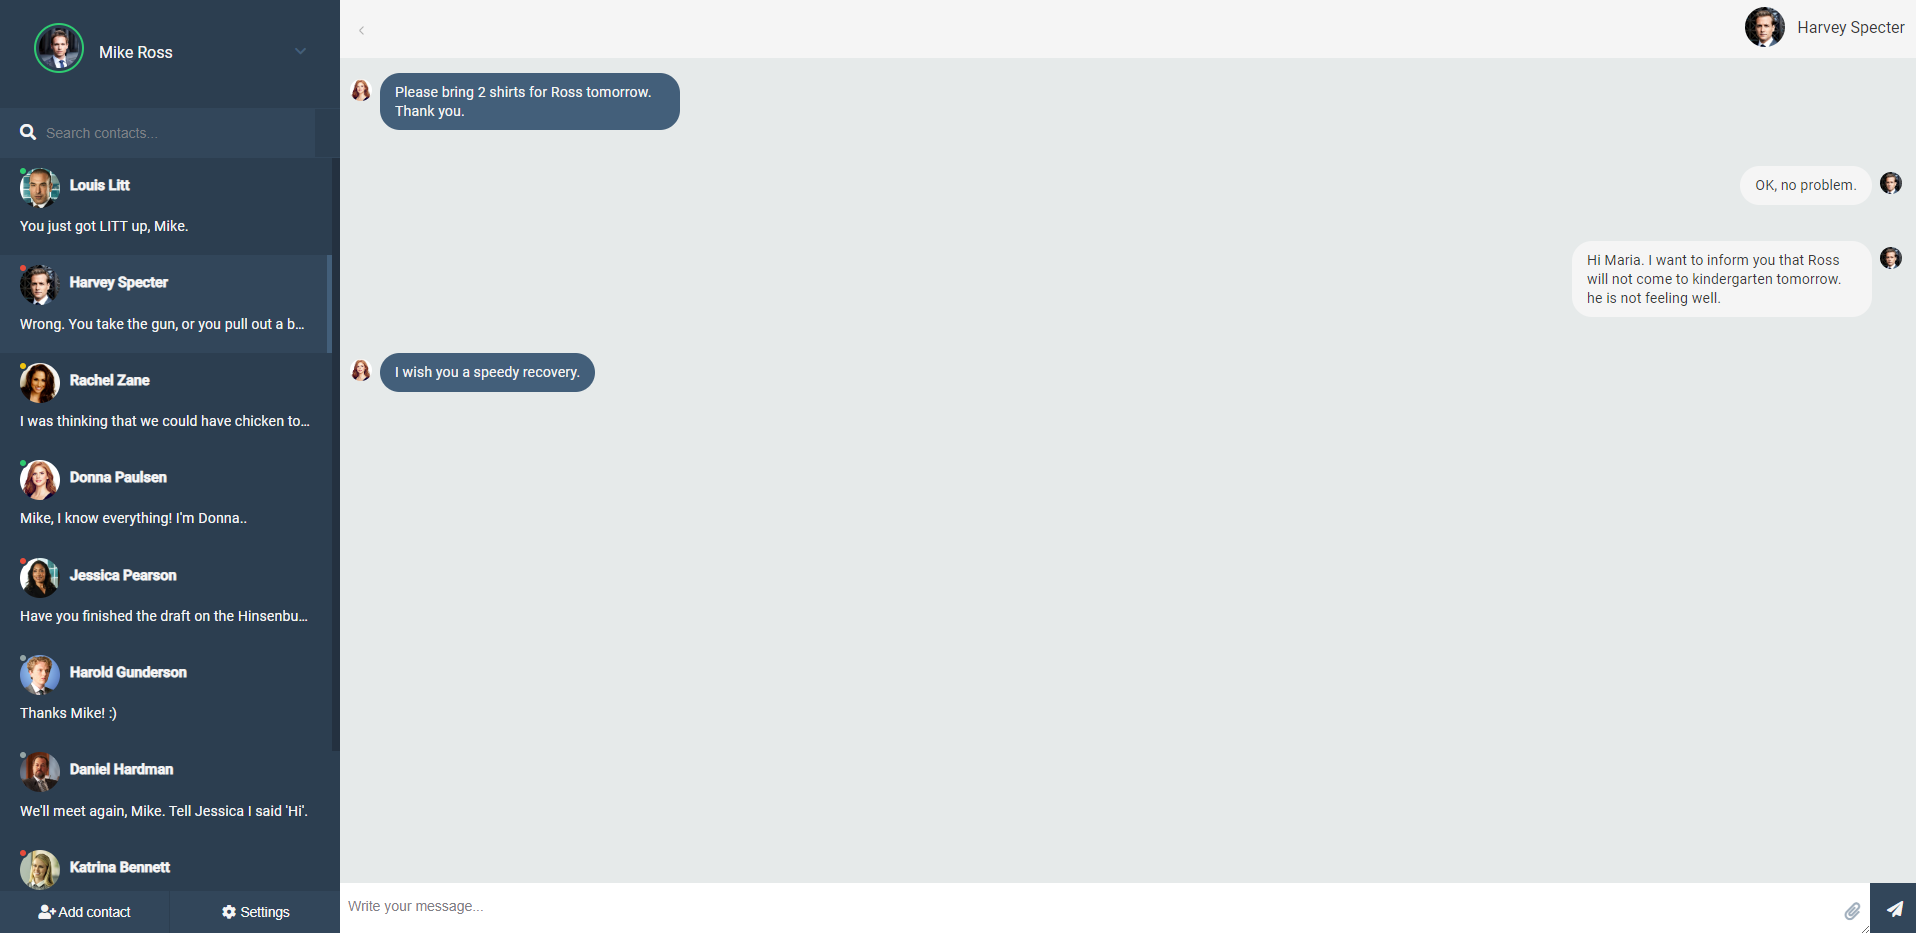 Mike Ross
Search contacts...
Louis Litt
You just got LITT up, Mike.
Harvey Specter
Wrong. You take the gun, or you pull out a b...
Rachel Zane
I was thinking that we could have chicken to...
Donna Paulsen
Mike, I know everything! I'm Donna..
Jessica Pearson
Have you finished the draft on the Hinsenbu...
Harold Gunderson
Thanks Mike! :)
Daniel Hardman
We'll meet again, Mike. Tell Jessica I said 'Hi'.
Katrina Bennett
Add contact
Settings
Harvey Specter
Please bring 2 shirts for Ross tomorrow.
Thank you.
OK, no problem.
Hi Maria. I want to inform you that Ross
will not come to kindergarten tomorrow.
he is not feeling well.
I wish you a speedy recovery.
Write your message...